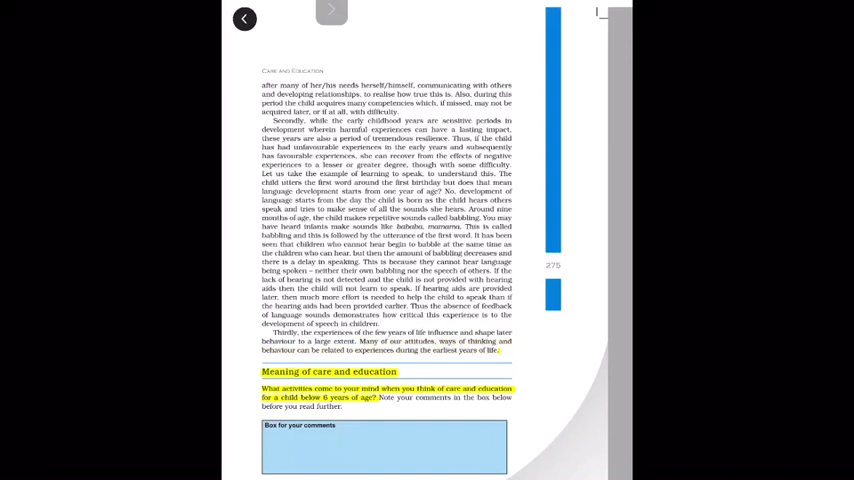 CARE AND EDUCATION
after many of her/his needs herself/himself, communicating with others
and developing relationships, to realise how true this is. Also, during this
period the child acquires many competencies which, if missed, may not be
acquired later, or if at all, with difficulty.
Secondly, while the early childhood years are sensitive periods in
development wherein harmful experiences can have a lasting impact,
these years are also a period of tremendous resilience. Thus, if the child
has had unfavourable experiences in the early years and subsequently
has favourable experiences, she can recover from the effects of negative
experiences to a lesser or greater degree, though with some difficulty.
Let us take the example of learning to speak, to understand this. The
child utters the first word around the first birthday but does that mean
language development starts from one year of age? No, development of
language starts from the day the child is born as the child hears others
speak and tries to make sense of all the sounds she hears. Around nine
months of age, the child makes repetitive sounds called babbling. You may
have heard infants make sounds like bababa, mamama. This is called
babbling and this is followed by the utterance of the first word. It has been
seen that children who cannot hear begin to babble at the same time as
the children who can hear, but then the amount of babbling decreases and
there is a delay in speaking. This is because they cannot hear language
being spoken – neither their own babbling nor the speech of others. If the
lack of hearing is not detected and the child is not provided with hearing
aids then the child will not learn to speak. If hearing aids are provided
later, then much more effort is needed to help the child to speak than if
the hearing aids had been provided earlier. Thus the absence of feedback
of language sounds demonstrates how critical this experience is to the
development of speech in children.
Thirdly, the experiences of the few years of life influence and shape later
behaviour to a large extent. Many of our attitudes, ways of thinking and
behaviour can be related to experiences during the earliest years of life.
275
Meaning of care and education
What activities come to your mind when you think of care and education
for a child below 6 years of age? Note your comments in the box below
before you read further.
Box for your comments